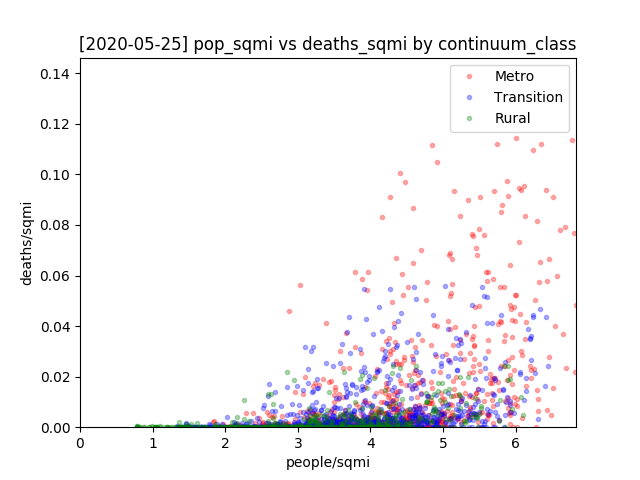 [2020-05-25] pop_sqmi vs deaths_sqmi by continuum_class
Metro
Transition
Rural
0.14
0.12
0.10
0.08
0.06
0.04
0.02
0.00
deaths/sqmi
0 1 2 3 4 5 6
people/sqmi